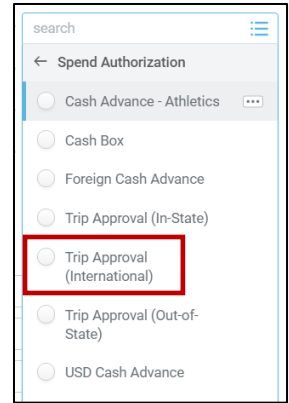 search
← Spend Authorization
Cash Advance - Athletics
Cash Box
Foreign Cash Advance
Trip Approval (In-State)
Trip Approval
(International)
Trip Approval (Out-of-
State)
USD Cash Advance